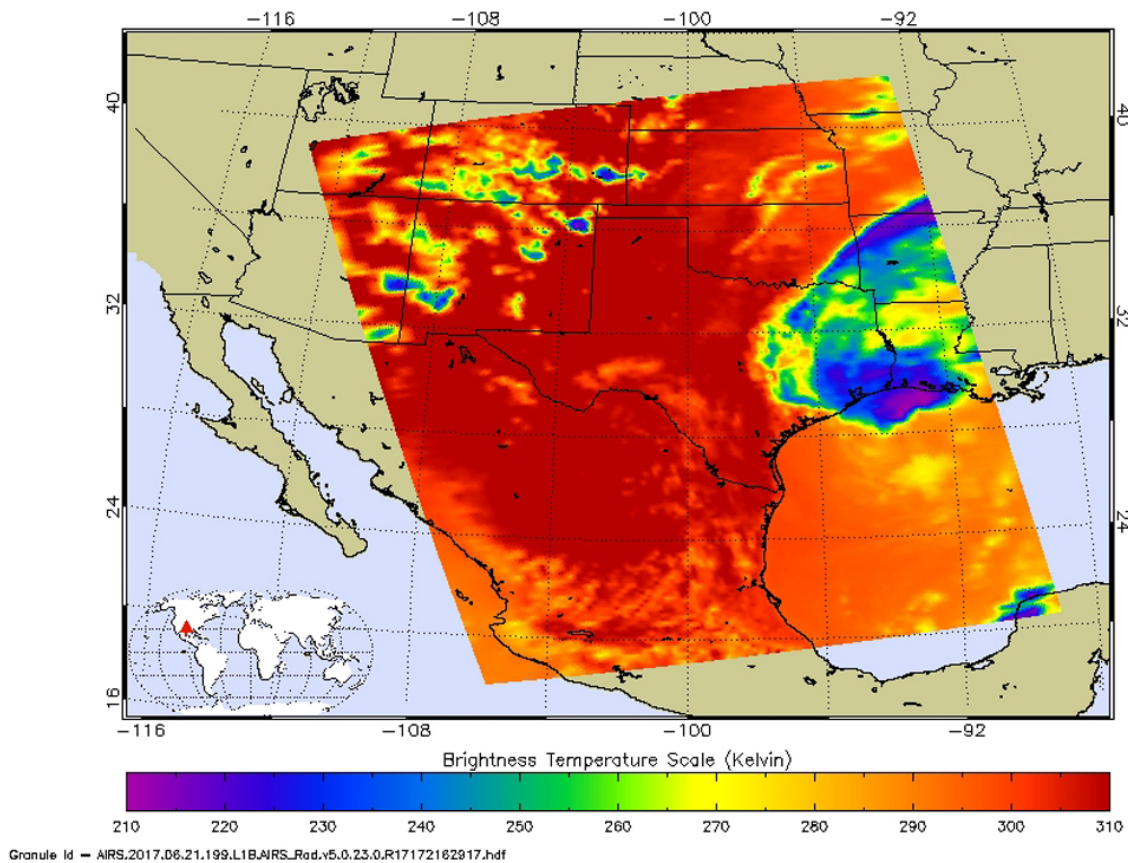 −116 −108 −100 −92
40 40
32 32
24 24
16
−116 −108 −100 −92
Brightness Temperature Scale (Kelvin)
210 220 230 240 250 260 270 280 290 300 310
Granule Id − AIRS.2017.06.21.199.L1B.AIRS_Rad.v5.0.23.0.R17172162917.hdf